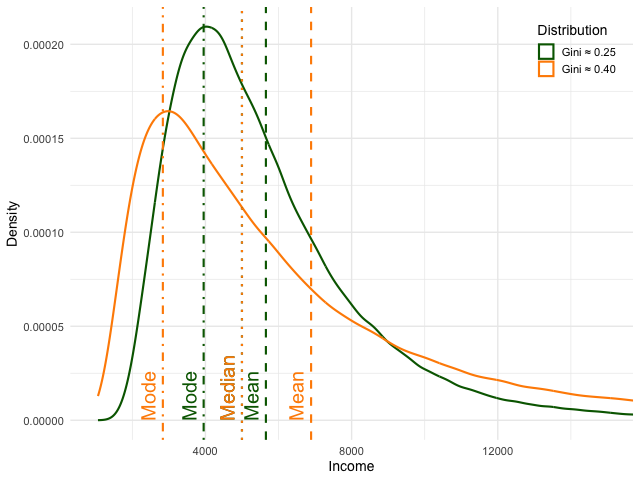 Distribution
Gini ≈ 0.25
Gini ≈ 0.40
Density
0.00020
0.00015
0.00010
0.00005
0.00000
Mode
Mode
Median
Mean
Mean
4000
8000
12000
Income